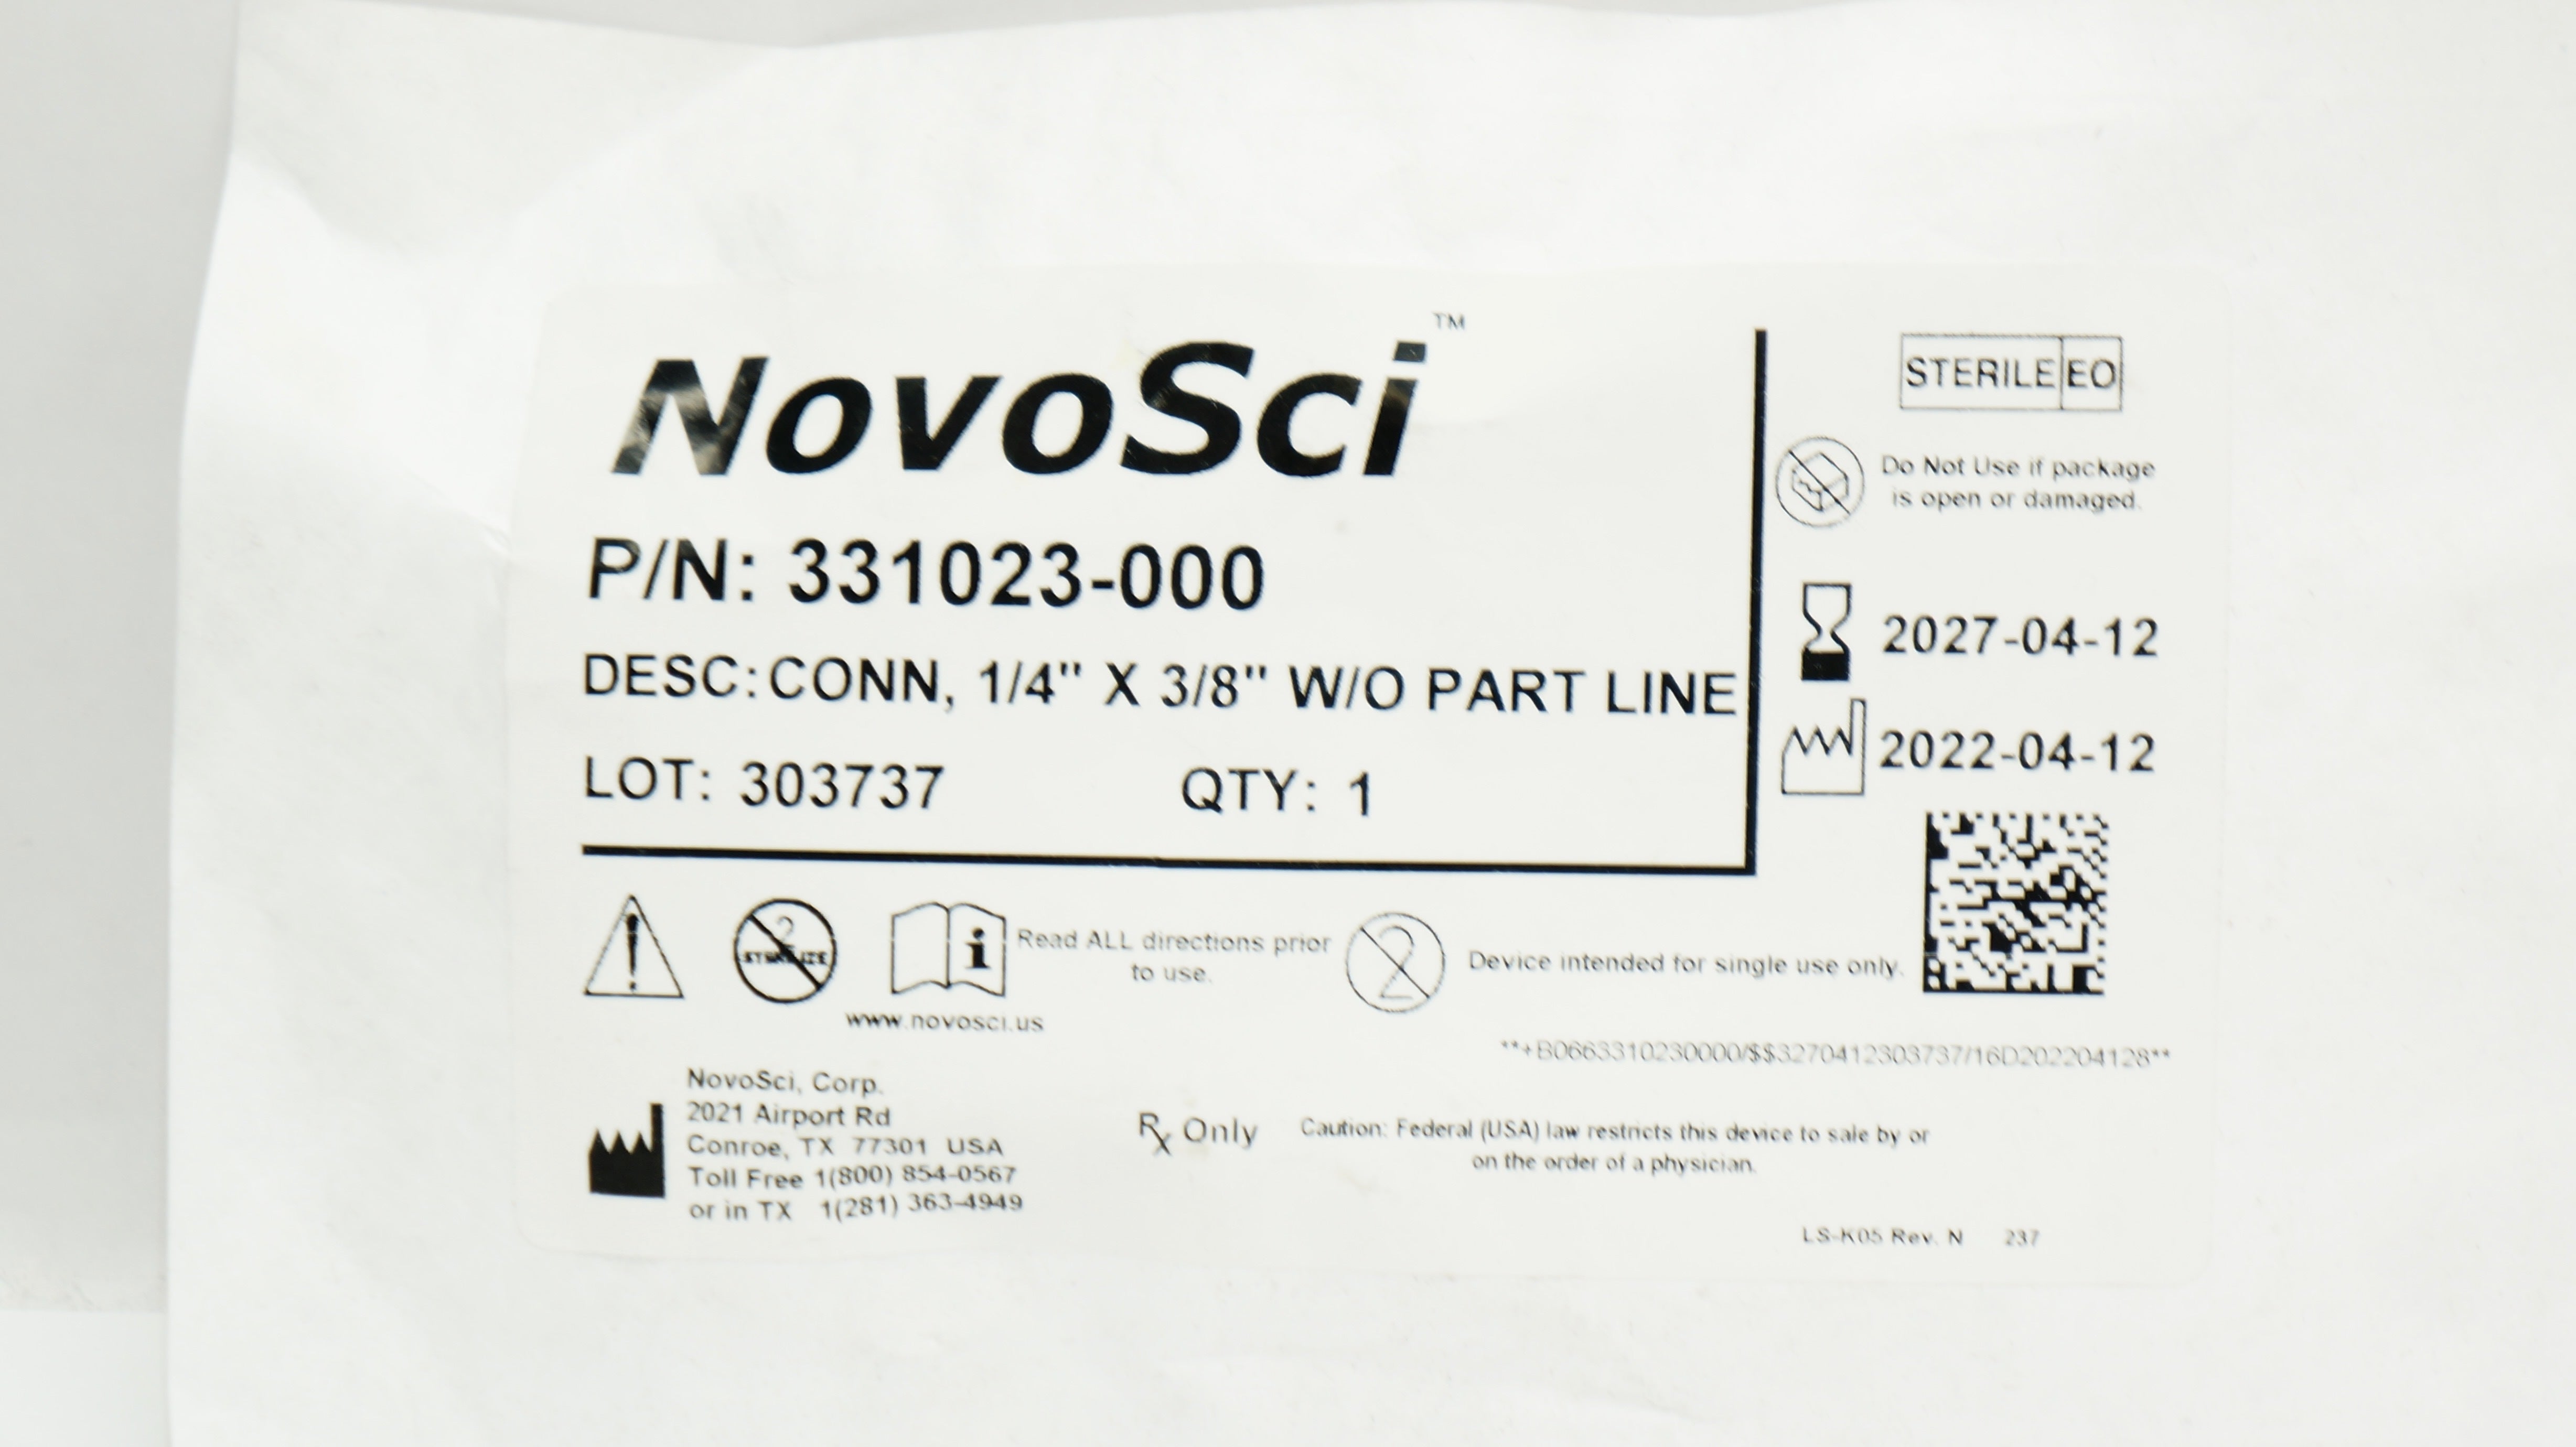 NovoSci™
P/N: 331023-000
DESC: CONN, 1/4" X 3/8" W/O PART LINE
LOT: 303737 QTY: 1
STERILE EO
Do Not Use if package
is open or damaged.
2027-04-12
2022-04-12
2
STERILIZE
i
Read ALL directions prior
to use.
www.novosci.us
2
Device intended for single use only.
**+B0663310230000/$$3270412303737/16D202204128**
NovoSci, Corp.
2021 Airport Rd
Conroe, TX 77301 USA
Toll Free 1(800) 854-0567
or in TX 1(281) 363-4949
Rx Only
Caution: Federal (USA) law restricts this device to sale by or
on the order of a physician.
LS-K05 Rev. N 237